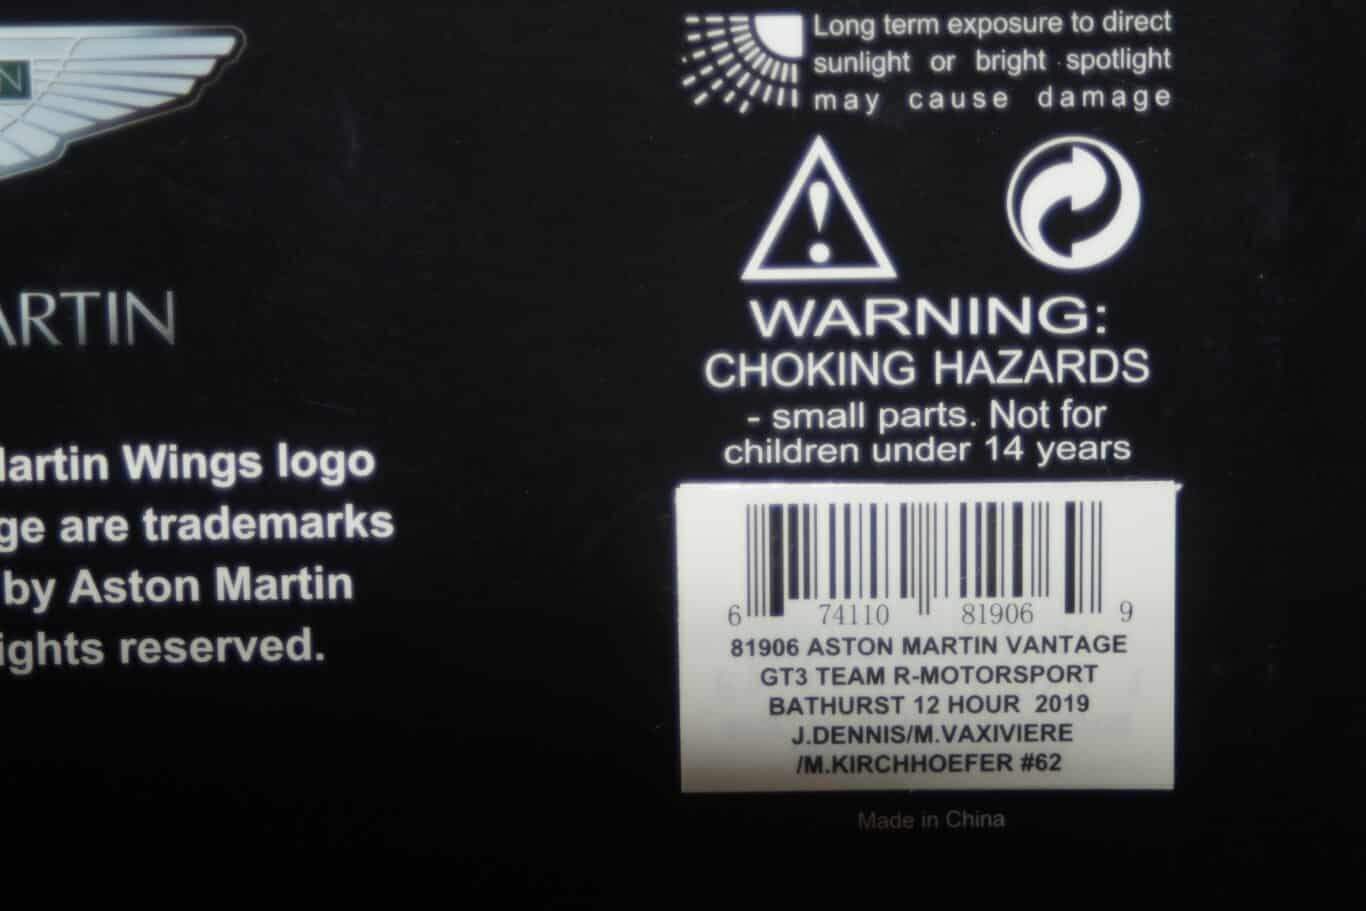 Long term exposure to direct
sunlight or bright spotlight
may cause damage
N
ARTIN
WARNING:
CHOKING HAZARDS
- small parts. Not for
children under 14 years
artin Wings logo
ge are trademarks
by Aston Martin
ights reserved.
6 74110 81906 9
81906 ASTON MARTIN VANTAGE
GT3 TEAM R-MOTORSPORT
BATHURST 12 HOUR 2019
J.DENNIS/M.VAXIVIERE
/M.KIRCHHOEFER #62
Made in China